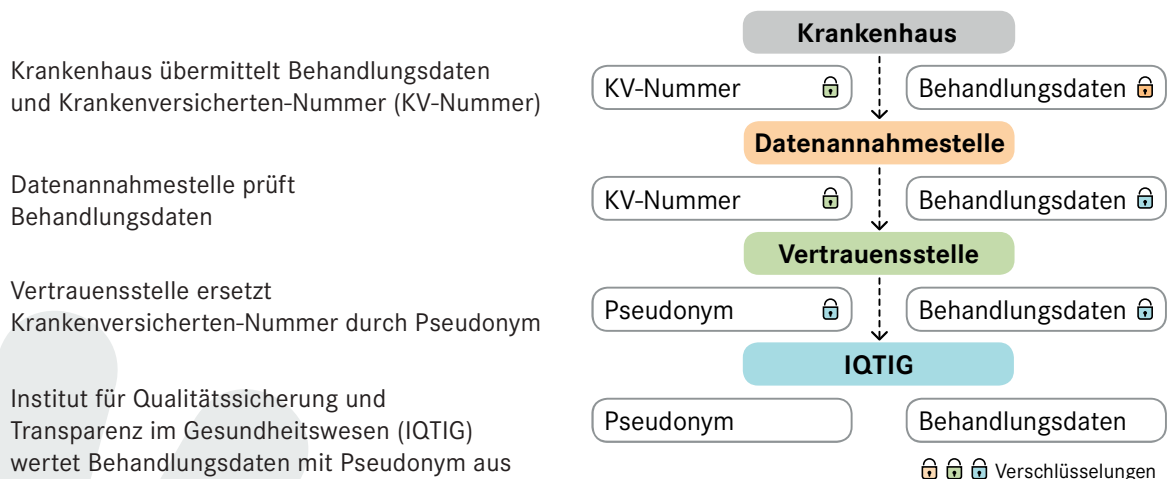 Krankenhaus
Krankenhaus übermittelt Behandlungsdaten
und Krankenversicherten-Nummer (KV-Nummer)
KV-Nummer
Behandlungsdaten
Datenannahmestelle
Datenannahmestelle prüft
Behandlungsdaten
KV-Nummer
Behandlungsdaten
Vertrauensstelle
Vertrauensstelle ersetzt
Krankenversicherten-Nummer durch Pseudonym
Pseudonym
Behandlungsdaten
IQTIG
Institut für Qualitätssicherung und
Transparenz im Gesundheitswesen (IQTIG)
wertet Behandlungsdaten mit Pseudonym aus
Pseudonym
Behandlungsdaten
Verschlüsselungen